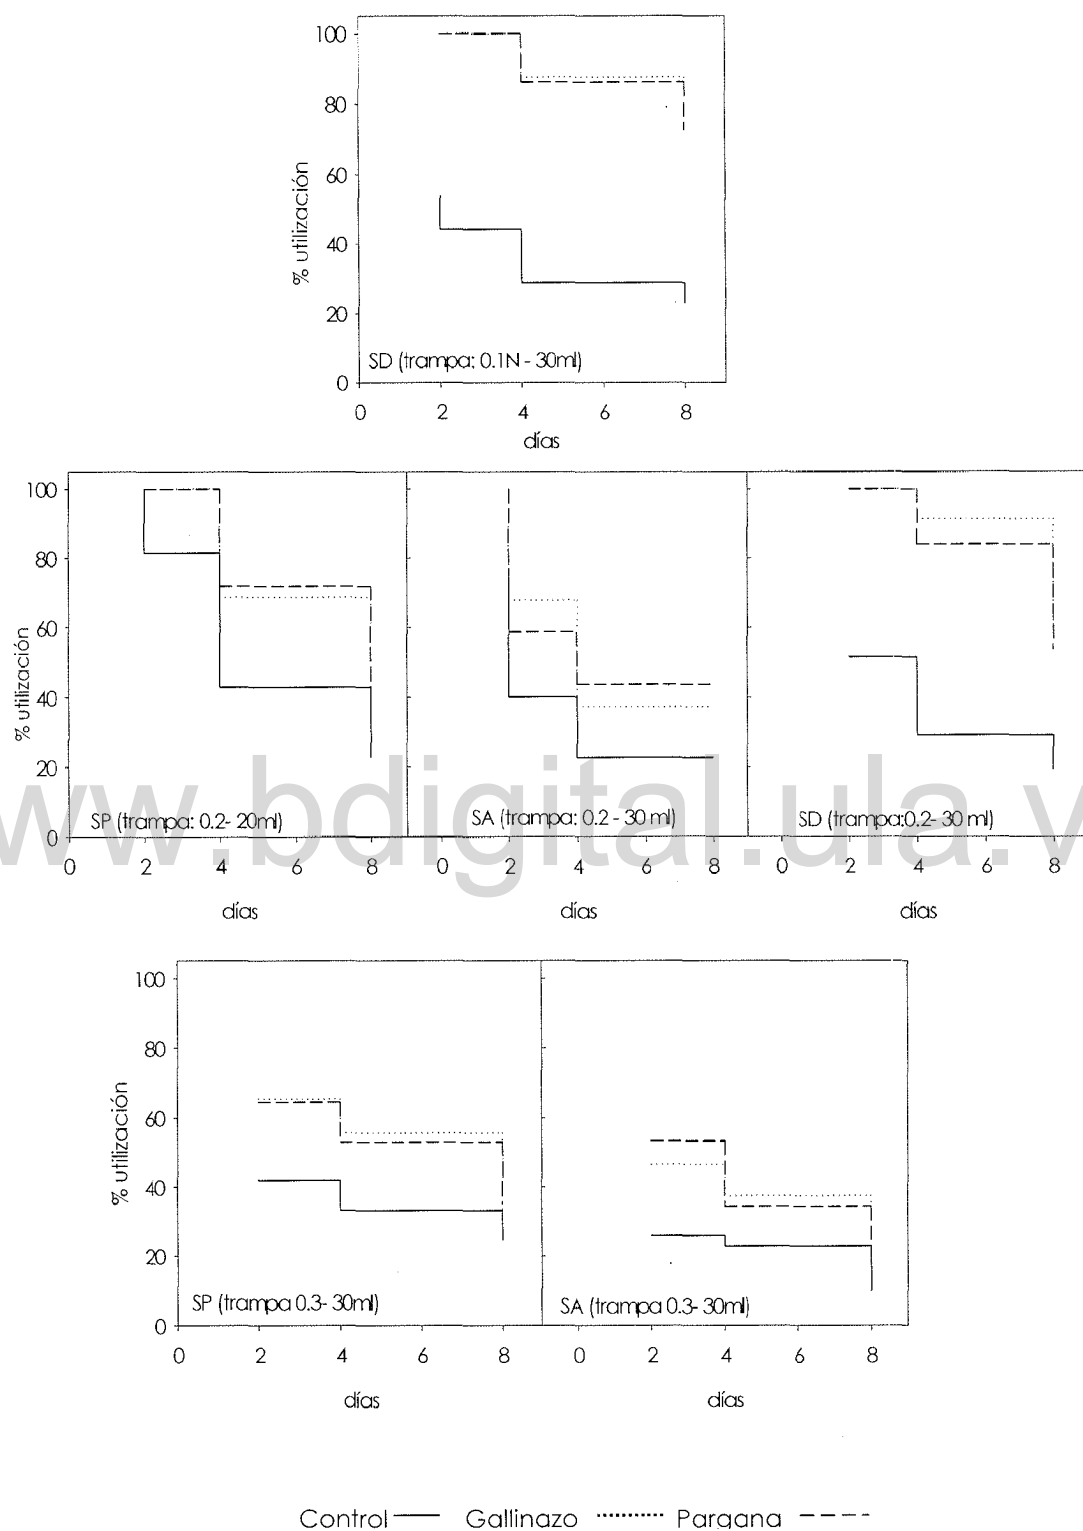 100
80
60
40
20
0
% utilización
SD (trampa: 0.1N - 30ml)
0 2 4 6 8
días
100
80
60
40
20
0
% utilización
SP (trampa: 0.2- 20ml)
SA (trampa: 0.2 - 30 ml)
SD (trampa:0.2- 30 ml)
www.bdigital.ula.v
0 2 4 6 8 0 2 4 6 8 0 2 4 6 8
días días días
100
80
60
40
20
0
% utilización
SP (trampa 0.3- 30ml)
SA (trampa 0.3- 30ml)
0 2 4 6 8 0 2 4 6 8
días días
Control Gallinazo Pargana